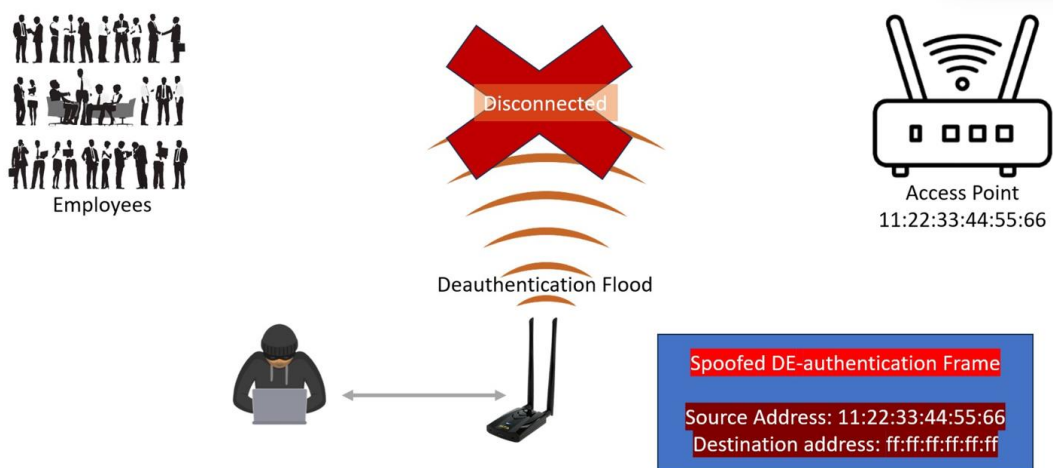 Disconnected
Employees
Access Point
11:22:33:44:55:66
Deauthentication Flood
Spoofed DE-authentication Frame
Source Address: 11:22:33:44:55:66
Destination address: ff:ff:ff:ff:ff:ff